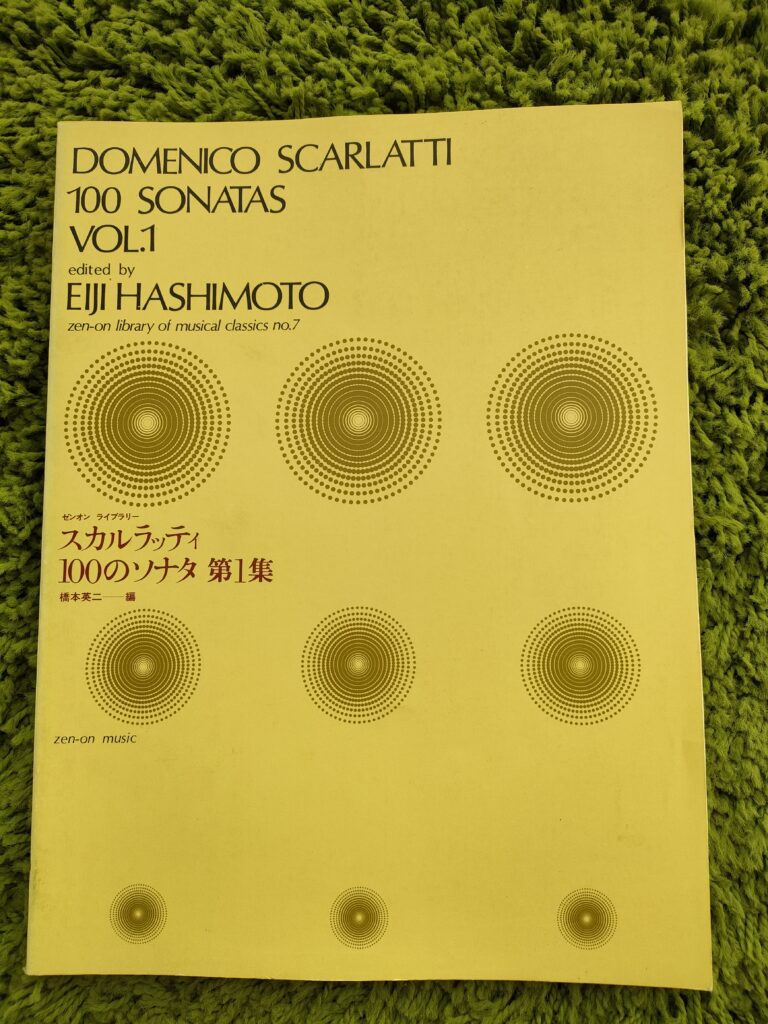 DOMENICO SCARLATTI
100 SONATAS
VOL.1
edited by
EIJI HASHIMOTO
zen-on library of musical classics no.7
ゼンオン ライブラリー
スカルラッティ
100のソナタ 第1集
橋本英二——編
zen-on music